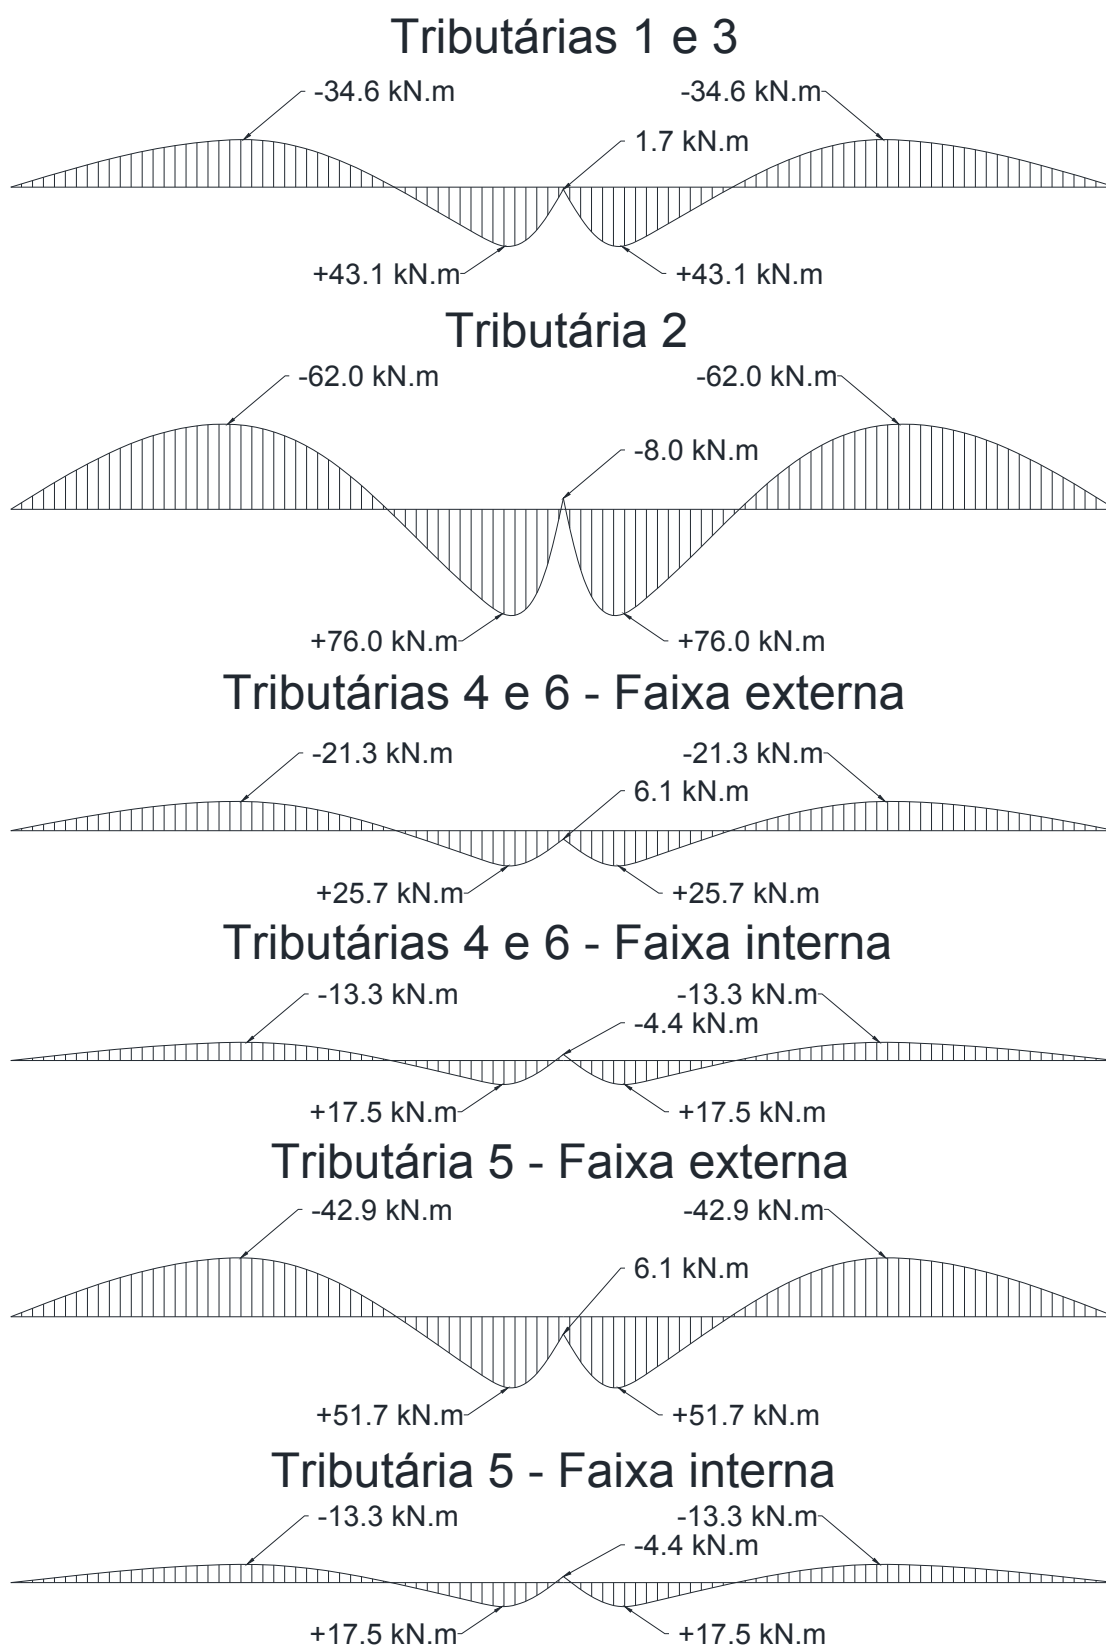 Tributárias 1 e 3
-34.6 kN.m
-34.6 kN.m
1.7 kN.m
+43.1 kN.m
+43.1 kN.m
Tributária 2
-62.0 kN.m
-62.0 kN.m
-8.0 kN.m
+76.0 kN.m
+76.0 kN.m
Tributárias 4 e 6 - Faixa externa
-21.3 kN.m
-21.3 kN.m
6.1 kN.m
+25.7 kN.m
+25.7 kN.m
Tributárias 4 e 6 - Faixa interna
-13.3 kN.m
-13.3 kN.m
-4.4 kN.m
+17.5 kN.m
+17.5 kN.m
Tributária 5 - Faixa externa
-42.9 kN.m
-42.9 kN.m
6.1 kN.m
+51.7 kN.m
+51.7 kN.m
Tributária 5 - Faixa interna
-13.3 kN.m
-13.3 kN.m
-4.4 kN.m
+17.5 kN.m
+17.5 kN.m